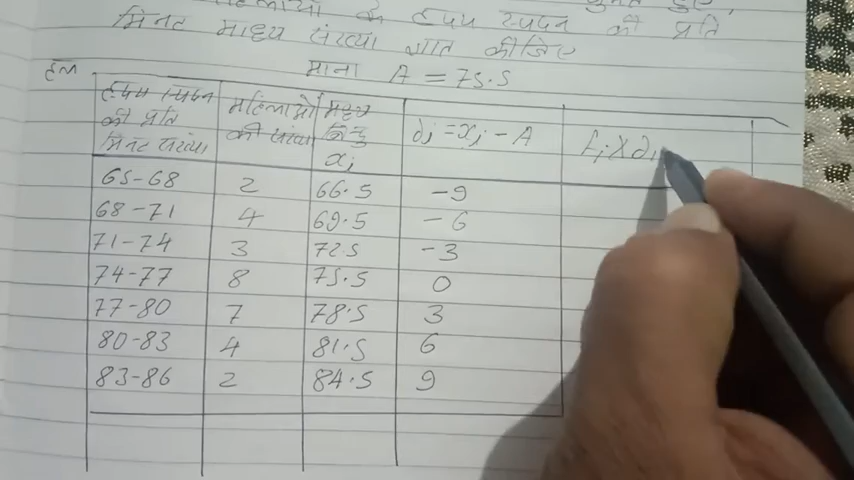 के हृदय स्पंदन की प्रति
मिनट माध्य संख्या ज्ञात कीजिए
हल माना A = 75.5
हृदय स्पंदन की प्रति मिनट संख्या महिलाओं की संख्या मध्य बिन्दु xi di = xi - A fi×di
65-68 2 66.5 -9
68-71 4 69.5 -6
71-74 3 72.5 -3
74-77 8 75.5 0
77-80 7 78.5 3
80-83 4 81.5 6
83-86 2 84.5 9